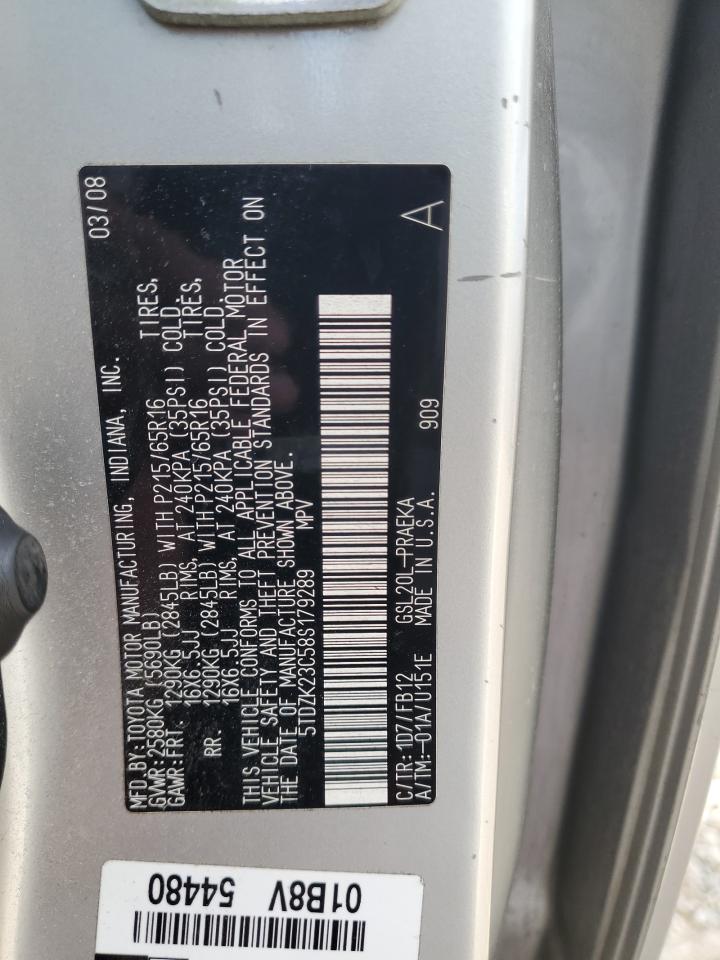 MFD.BY:TOYOTA MOTOR MANUFACTURING, INDIANA, INC. 03/08
GVWR:2580KG (5690LB)
GAWR:FRT. 1290KG (2845LB) WITH P215/65R16 TIRES,
16X6.5JJ RIMS, AT 240KPA (35PSI) COLD.
RR. 1290KG (2845LB) WITH P215/65R16 TIRES,
16X6.5JJ RIMS, AT 240KPA (35PSI) COLD.
THIS VEHICLE CONFORMS TO ALL APPLICABLE FEDERAL MOTOR
VEHICLE SAFETY AND THEFT PREVENTION STANDARDS IN EFFECT ON
THE DATE OF MANUFACTURE SHOWN ABOVE.
5TDZK23C58S179289 MPV
C/TR:1D7/FB12 GSL20L-PRAEKA 909 A
A/TM:-01A/U151E MADE IN U.S.A.
01B8V 54480